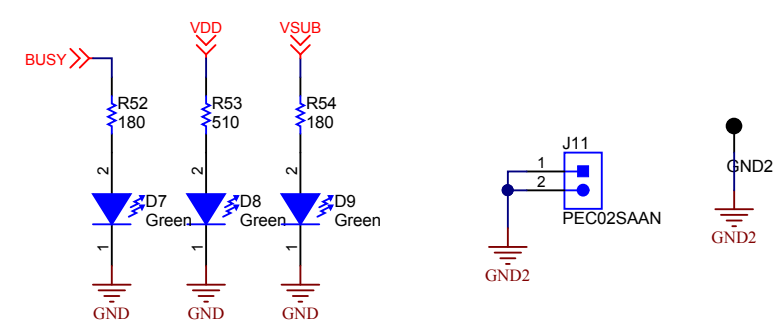 VDD
VSUB
BUSY
R52
180
R53
510
R54
180
J11
1
2
PEC02SAAN
GND2
2
2
2
D7
Green
D8
Green
D9
Green
1
1
1
GND
GND
GND
GND2
GND2